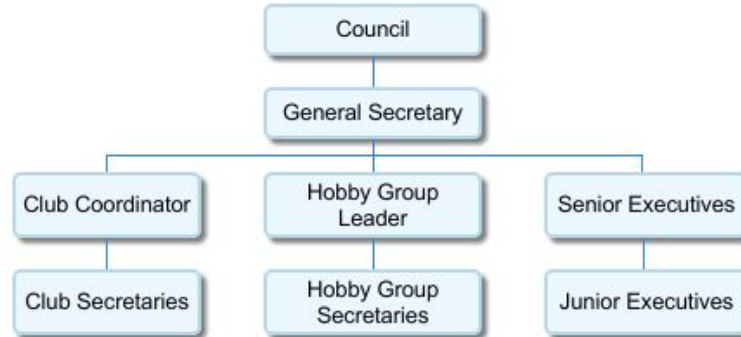 Council
General Secretary
Club Coordinator
Hobby Group
Leader
Senior Executives
Club Secretaries
Hobby Group
Secretaries
Junior Executives